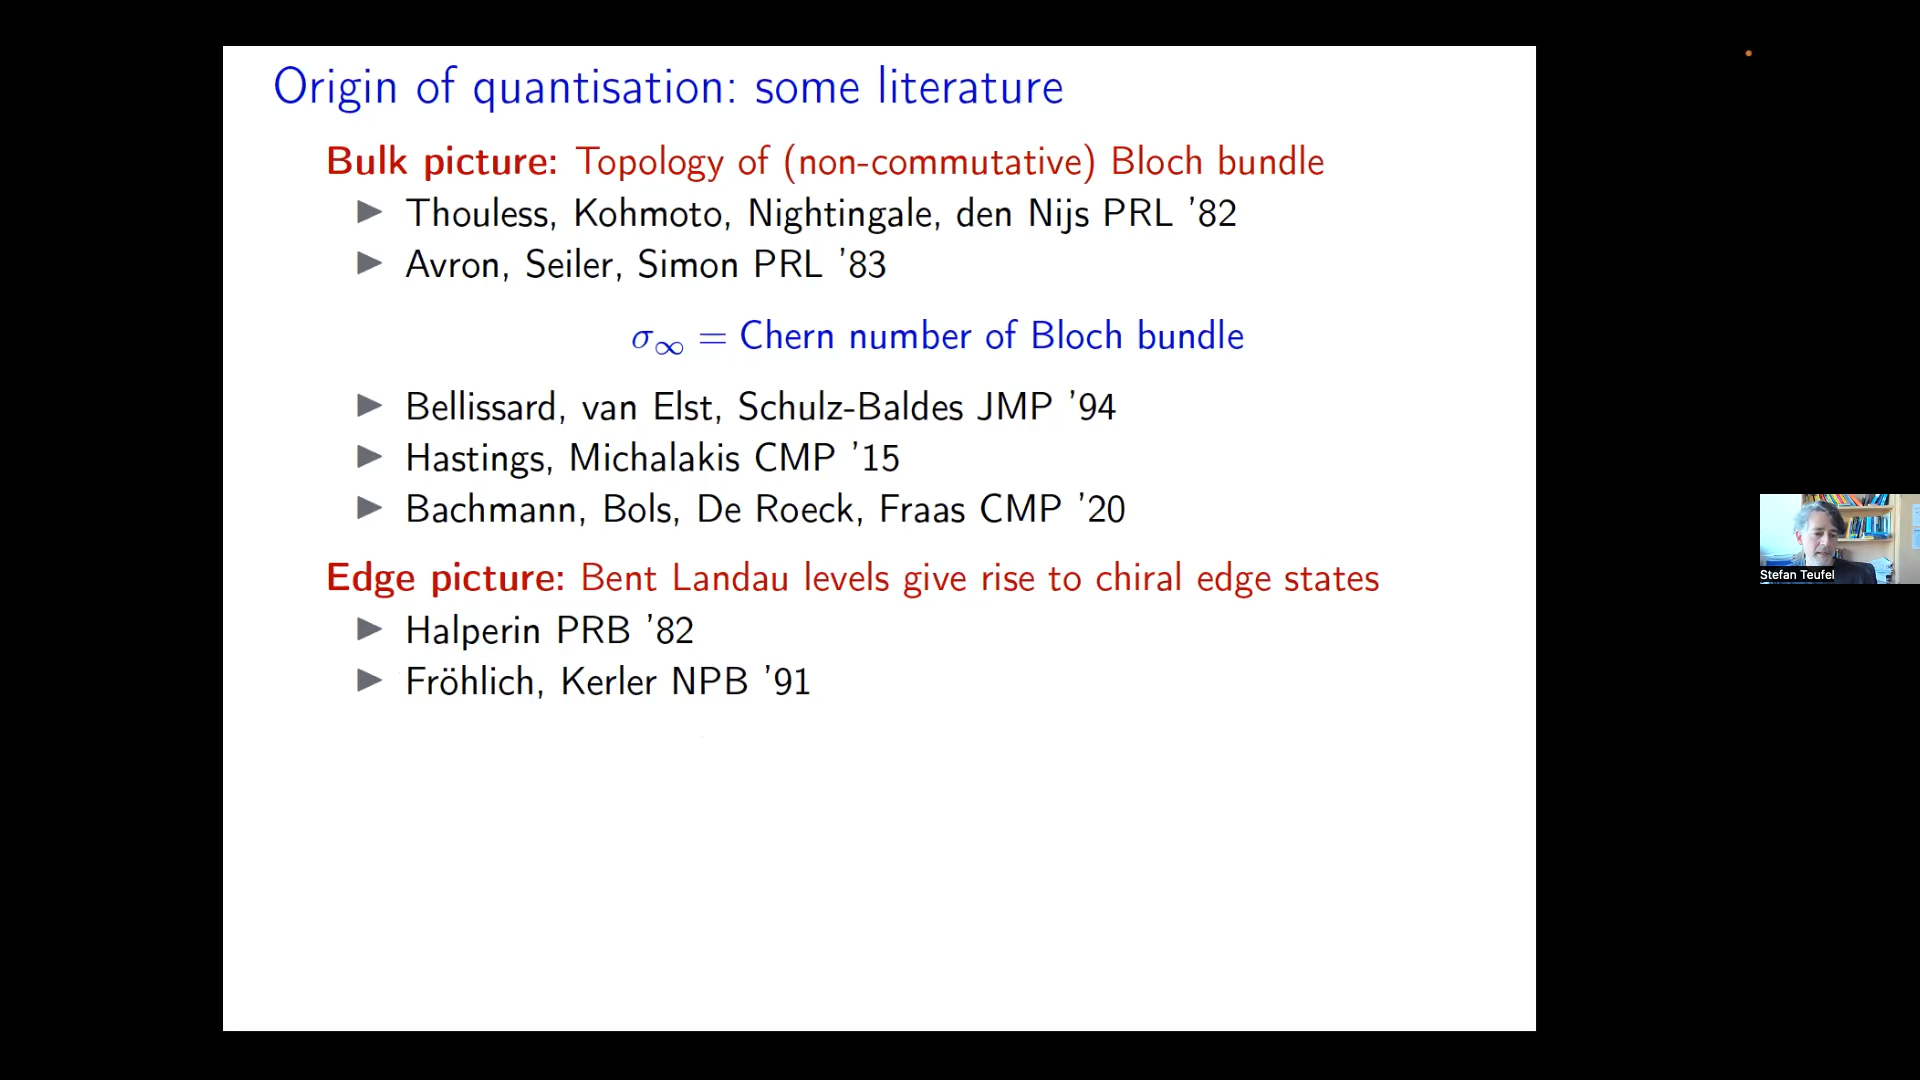 Origin of quantisation: some literature
Bulk picture: Topology of (non-commutative) Bloch bundle
▶ Thouless, Kohmoto, Nightingale, den Nijs PRL ’82
▶ Avron, Seiler, Simon PRL ’83
σ∞ = Chern number of Bloch bundle
▶ Bellissard, van Elst, Schulz-Baldes JMP ’94
▶ Hastings, Michalakis CMP ’15
▶ Bachmann, Bols, De Roeck, Fraas CMP ’20
Edge picture: Bent Landau levels give rise to chiral edge states
▶ Halperin PRB ’82
▶ Fröhlich, Kerler NPB ’91
Stefan Teufel